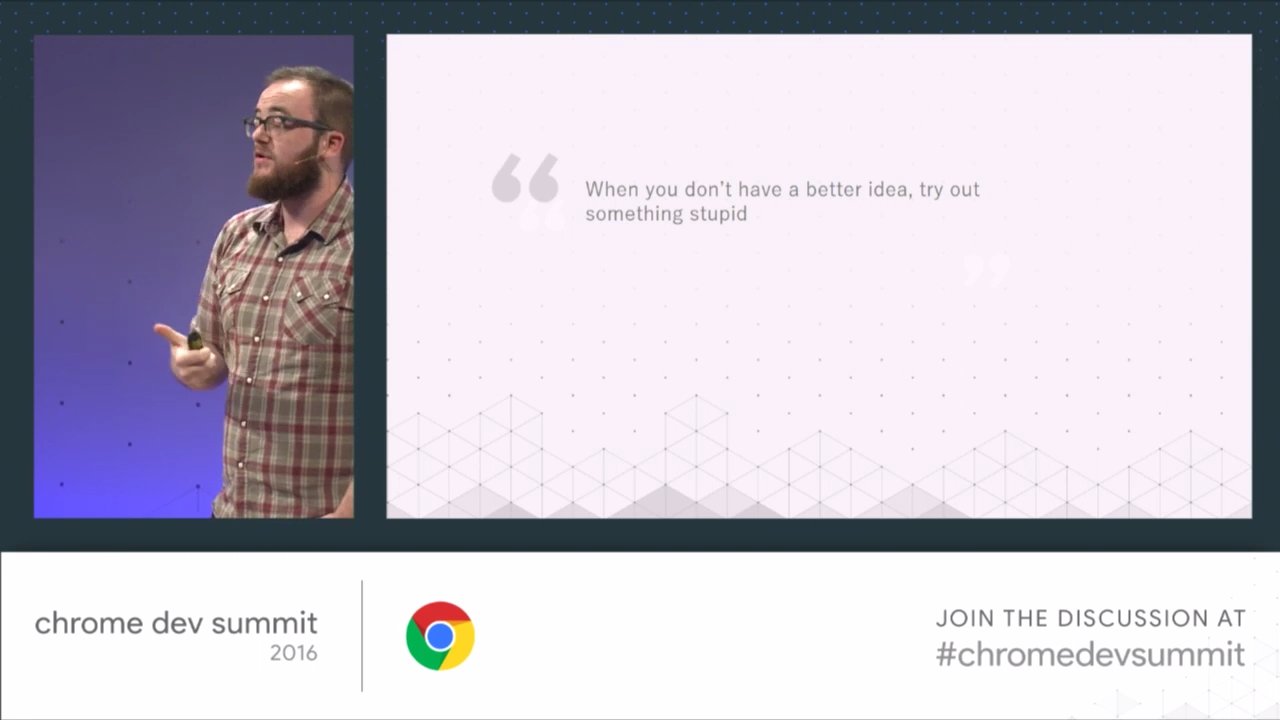 “ When you don't have a better idea, try out
something stupid
”
chrome dev summit
2016
JOIN THE DISCUSSION AT
#chromedevsummit